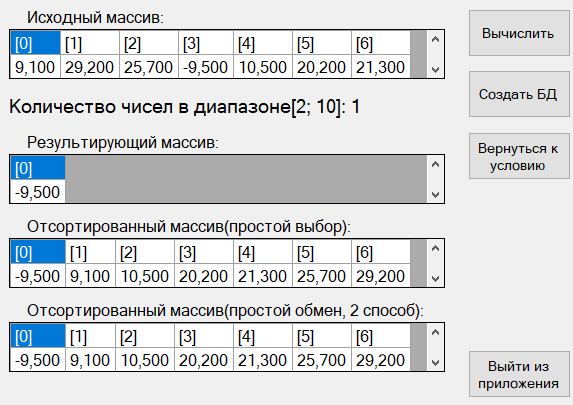 Исходный массив:
[0] [1] [2] [3] [4] [5] [6]
9,100 29,200 25,700 -9,500 10,500 20,200 21,300
Вычислить
Создать БД
Количество чисел в диапазоне[2; 10]: 1
Результирующий массив:
[0]
-9,500
Вернуться к
условию
Отсортированный массив(простой выбор):
[0] [1] [2] [3] [4] [5] [6]
-9,500 9,100 10,500 20,200 21,300 25,700 29,200
Отсортированный массив(простой обмен, 2 способ):
[0] [1] [2] [3] [4] [5] [6]
-9,500 9,100 10,500 20,200 21,300 25,700 29,200
Выйти из
приложения